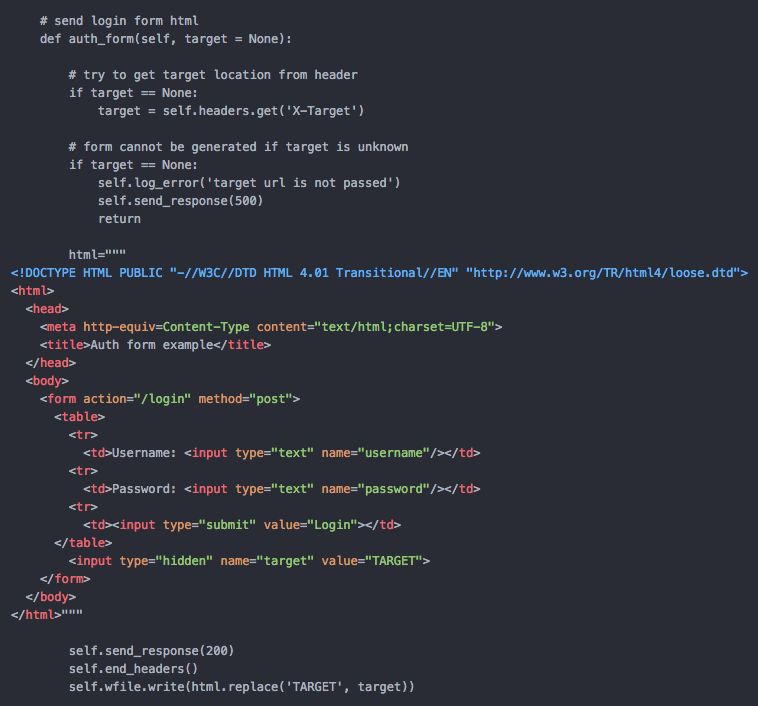 # send login form html
    def auth_form(self, target = None):

        # try to get target location from header
        if target == None:
            target = self.headers.get('X-Target')

        # form cannot be generated if target is unknown
        if target == None:
            self.log_error('target url is not passed')
            self.send_response(500)
            return

        html="""
<!DOCTYPE HTML PUBLIC "-//W3C//DTD HTML 4.01 Transitional//EN" "http://www.w3.org/TR/html4/loose.dtd">
<html>
  <head>
    <meta http-equiv=Content-Type content="text/html;charset=UTF-8">
    <title>Auth form example</title>
  </head>
  <body>
    <form action="/login" method="post">
      <table>
        <tr>
          <td>Username: <input type="text" name="username"/></td>
        <tr>
          <td>Password: <input type="text" name="password"/></td>
        <tr>
          <td><input type="submit" value="Login"></td>
      </table>
        <input type="hidden" name="target" value="TARGET">
    </form>
  </body>
</html>"""

        self.send_response(200)
        self.end_headers()
        self.wfile.write(html.replace('TARGET', target))